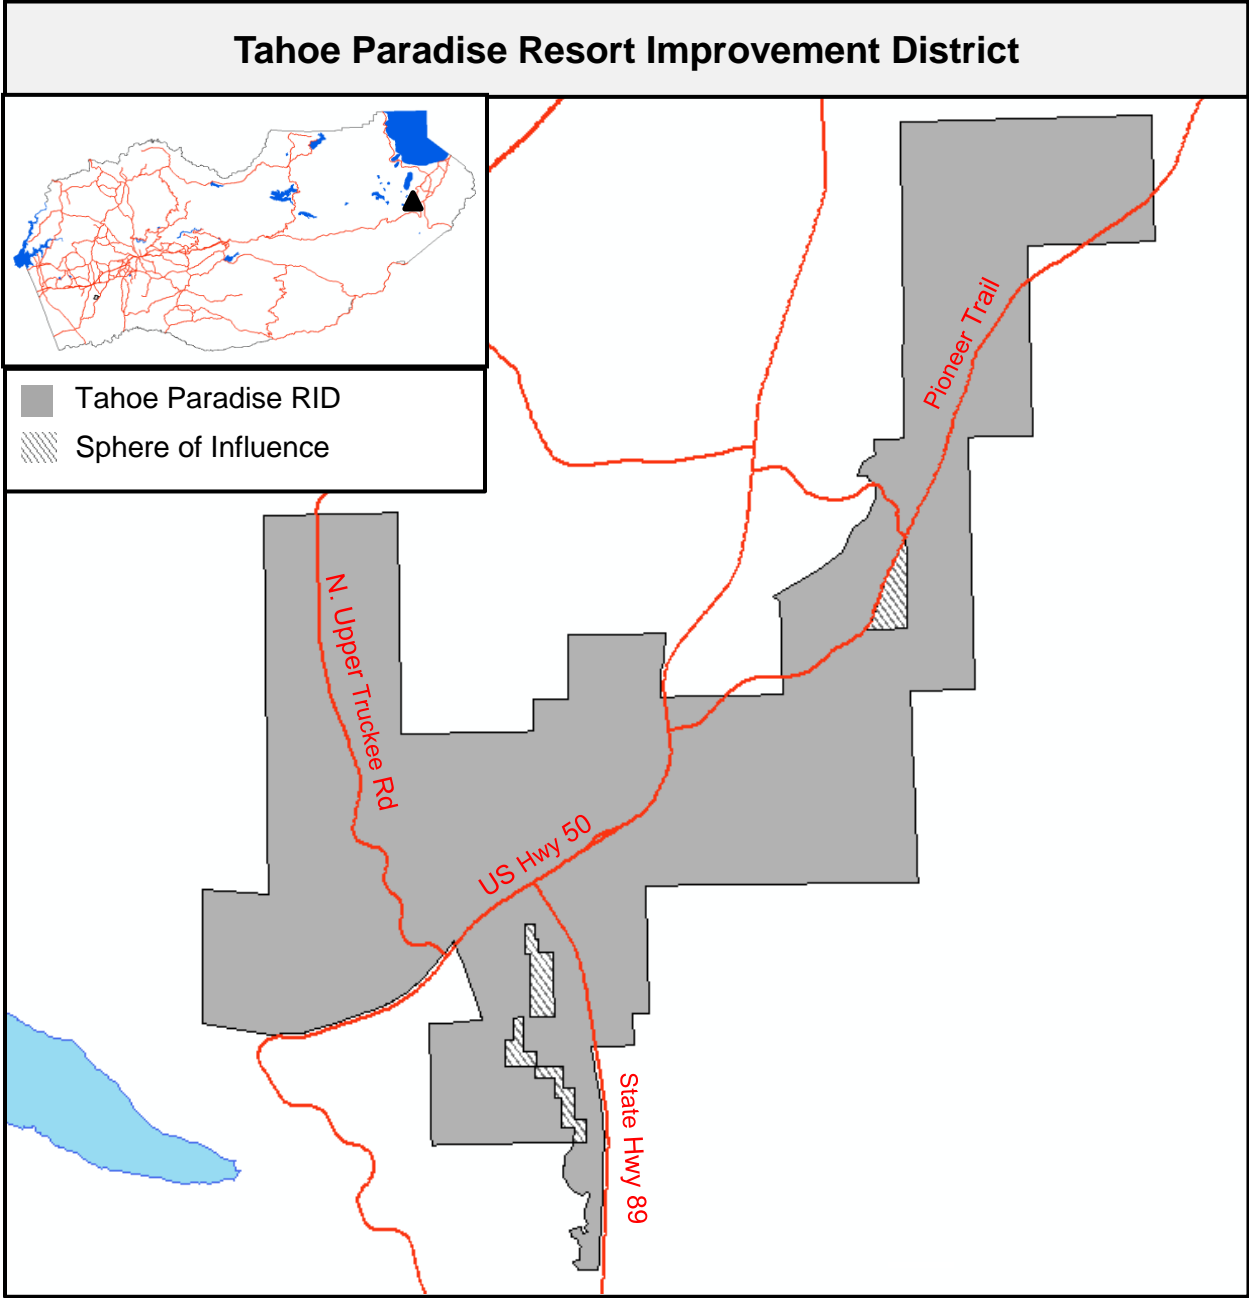 Tahoe Paradise Resort Improvement District
Tahoe Paradise RID
Sphere of Influence
Pioneer Trail
N. Upper Truckee Rd
US Hwy 50
State Hwy 89